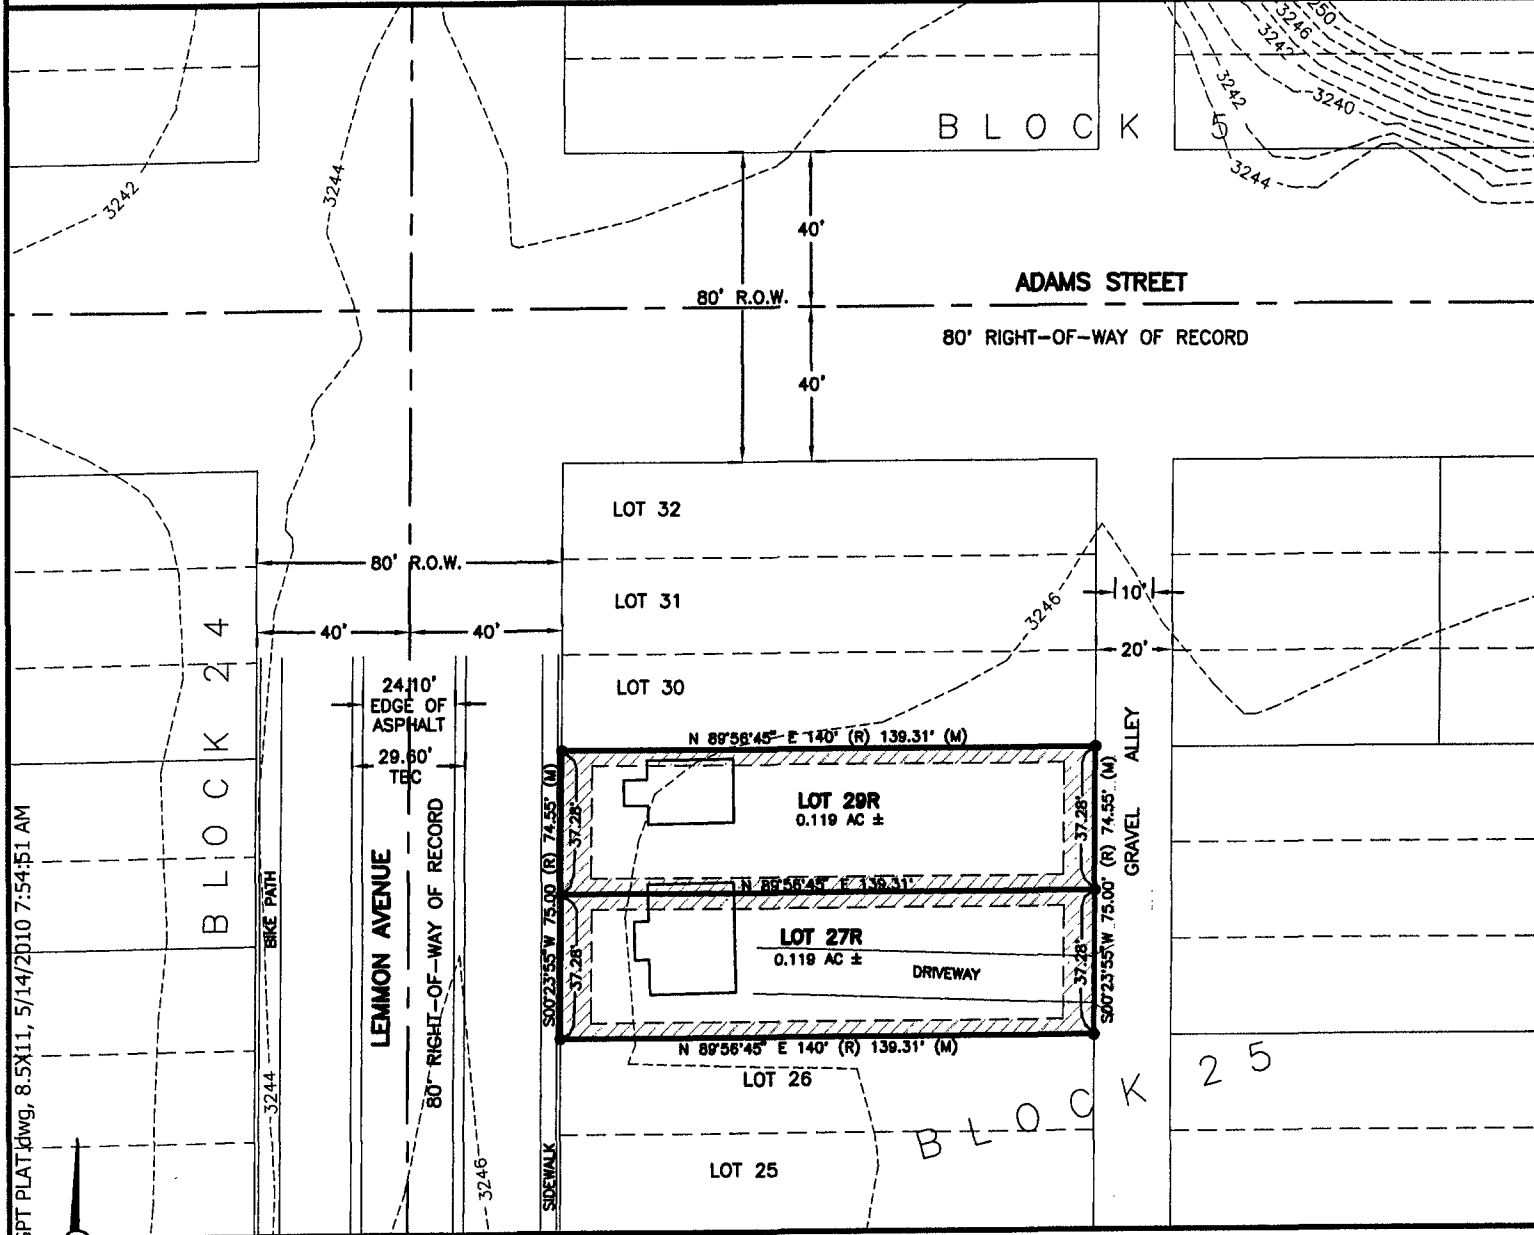 250
3246
3242
3242
3240
3244
BLOCK 5
3242
3244
40'
80' R.O.W.
ADAMS STREET
80' RIGHT-OF-WAY OF RECORD
40'
LOT 32
80' R.O.W.
LOT 31
3246
10'
40'
40'
20'
BLOCK 24
24.10'
EDGE OF
ASPHALT
LOT 30
N 89°56'45" E 140' (R) 139.31' (M)
29.60'
TBC
GRAVEL ALLEY
S00°23'55"W 75.00 (R) 74.55' (M)
37.28'
LOT 29R
0.119 AC ±
37.28'
S00°23'55"W 75.00' (R) 74.55' (M)
N 89°56'45" E 139.31'
BIKE PATH
LEMMON AVENUE
80' RIGHT-OF-WAY OF RECORD
37.28'
LOT 27R
0.119 AC ±
DRIVEWAY
37.28'
N 89°56'45" E 140' (R) 139.31' (M)
LOT 26
BLOCK 25
3244
3246
SIDEWALK
LOT 25
PLAT.dwg, 8.5X11, 5/14/2010 7:54:51 AM